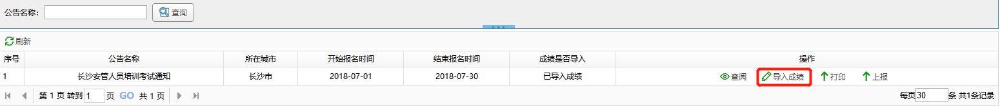 公告名称： 查询
刷新
序号 公告名称 所在城市 开始报名时间 结束报名时间 成绩是否导入 操作
1 长沙安管人员培训考试通知 长沙市 2018-07-01 2018-07-30 已导入成绩 查阅 导入成绩 打印 上报
第 1 页 转到 1 页 GO 共 1 页 每页 30 条 共1条记录